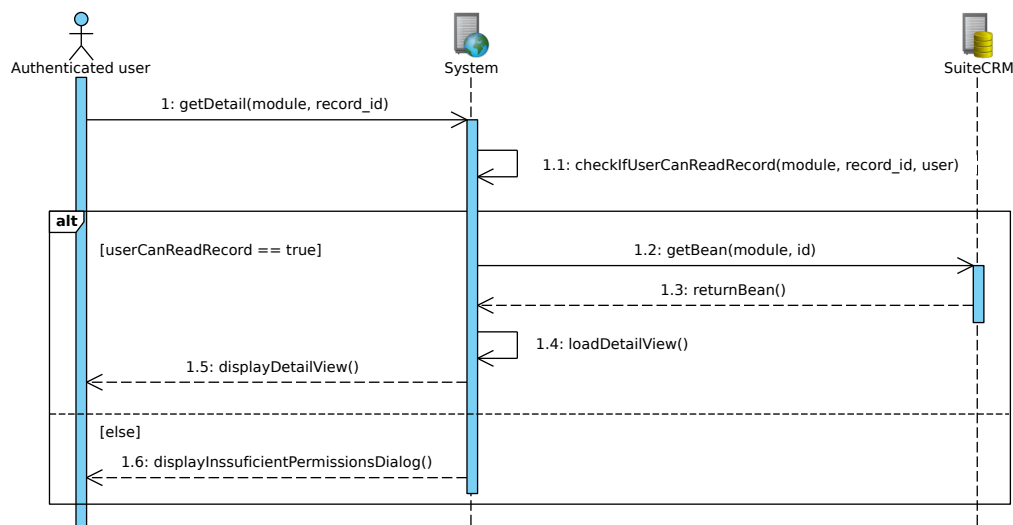 Authenticated user
System
SuiteCRM
1: getDetail(module, record_id)
1.1: checkIfUserCanReadRecord(module, record_id, user)
alt
[userCanReadRecord == true]
1.2: getBean(module, id)
1.3: returnBean()
1.4: loadDetailView()
1.5: displayDetailView()
[else]
1.6: displayInssuficientPermissionsDialog()